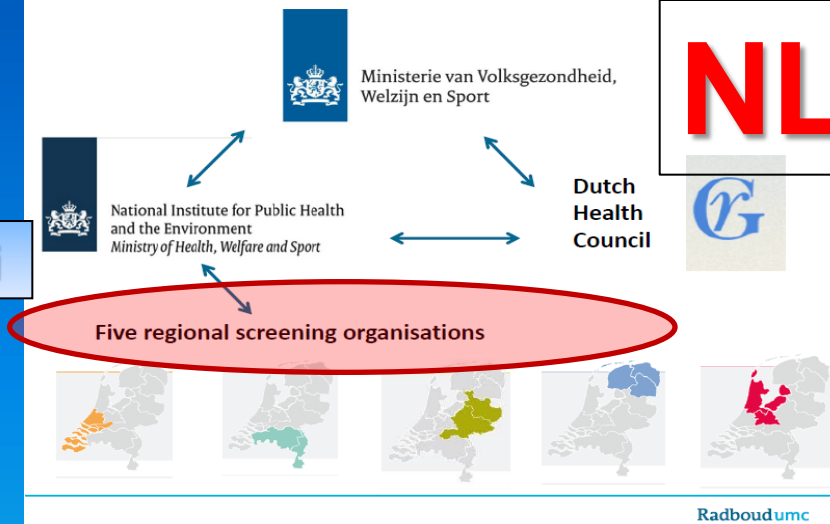 NL
Ministerie van Volksgezondheid,
Welzijn en Sport
National Institute for Public Health
and the Environment
Ministry of Health, Welfare and Sport
Dutch
Health
Council
Gr
Five regional screening organisations
Radboudumc